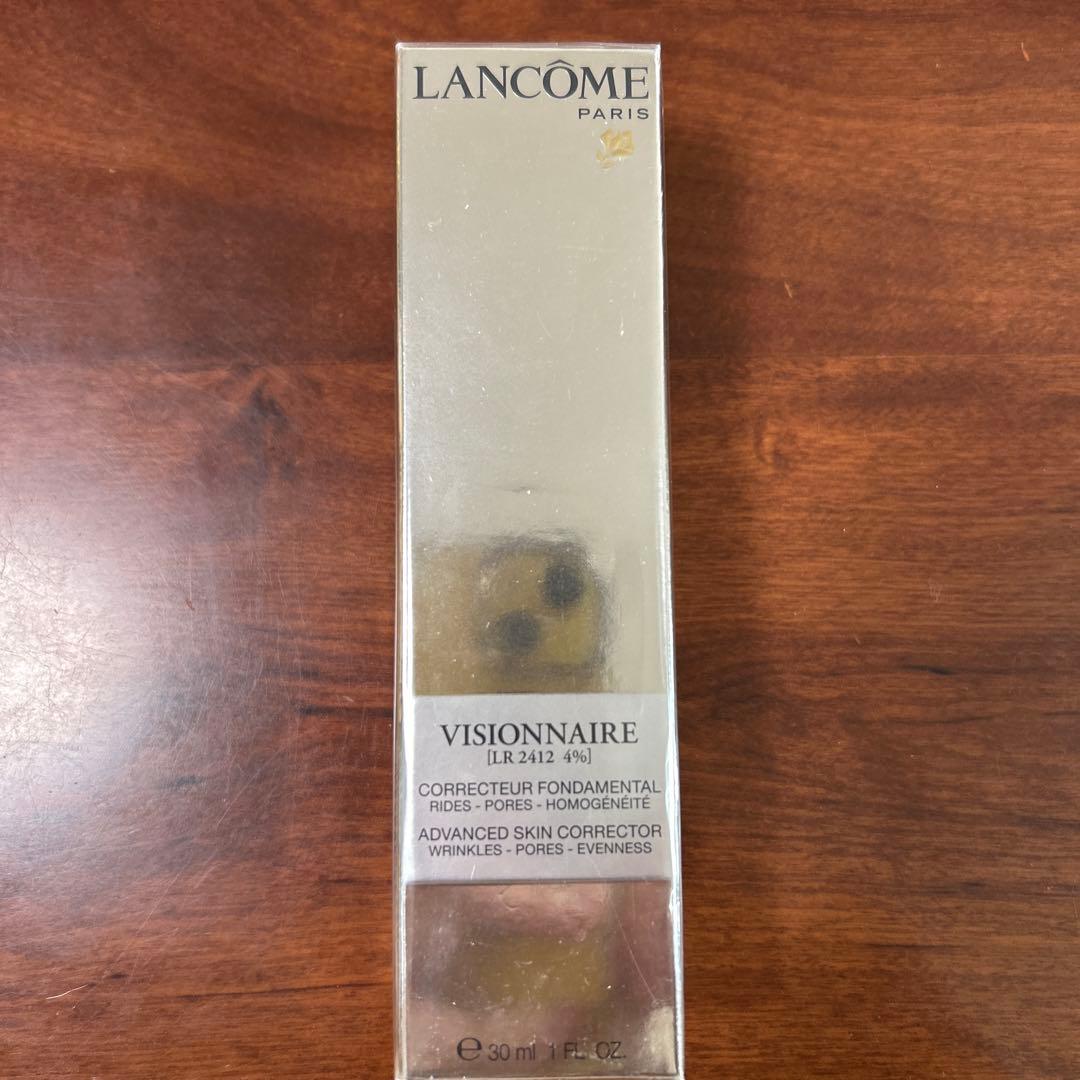 LANCÔME
PARIS
VISIONNAIRE
[LR 2412 4%]
CORRECTEUR FONDAMENTAL
RIDES - PORES - HOMOGÉNÉITÉ
ADVANCED SKIN CORRECTOR
WRINKLES - PORES - EVENNESS
℮ 30 ml 1 FL. OZ.